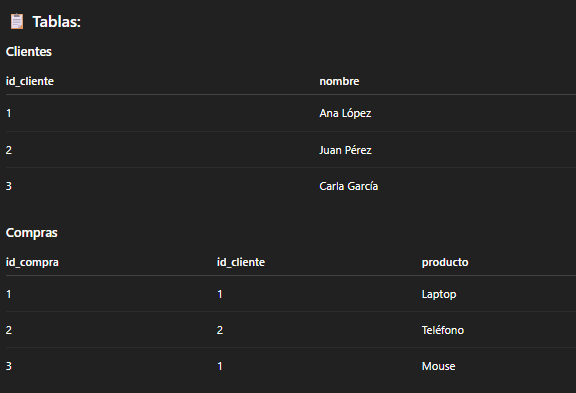 📋 Tablas:
Clientes
id_cliente nombre
1 Ana López
2 Juan Pérez
3 Carla García
Compras
id_compra id_cliente producto
1 1 Laptop
2 2 Teléfono
3 1 Mouse